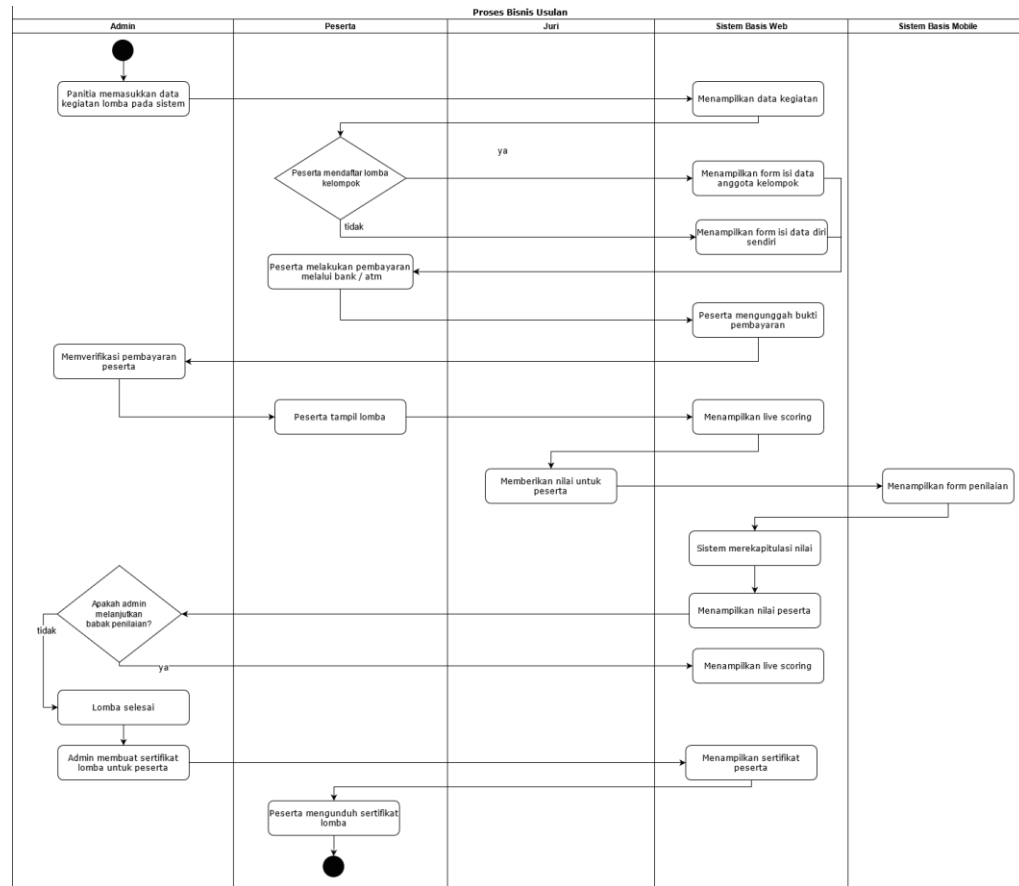 Proses Bisnis Usulan
Admin
Peserta
Juri
Sistem Basis Web
Sistem Basis Mobile
Panitia memasukkan data
kegiatan lomba pada sistem
Menampilkan data kegiatan
Peserta mendaftar lomba
kelompok
ya
Menampilkan form isi data
anggota kelompok
tidak
Menampilkan form isi data diri
sendiri
Peserta melakukan pembayaran
melalui bank / atm
Peserta mengunggah bukti
pembayaran
Memverifikasi pembayaran
peserta
Peserta tampil lomba
Menampilkan live scoring
Memberikan nilai untuk
peserta
Menampilkan form penilaian
Sistem merekapitulasi nilai
Apakah admin
melanjutkan
babak penilaian?
Menampilkan nilai peserta
tidak
ya
Menampilkan live scoring
Lomba selesai
Admin membuat sertifikat
lomba untuk peserta
Menampilkan sertifikat
peserta
Peserta mengunduh sertifikat
lomba